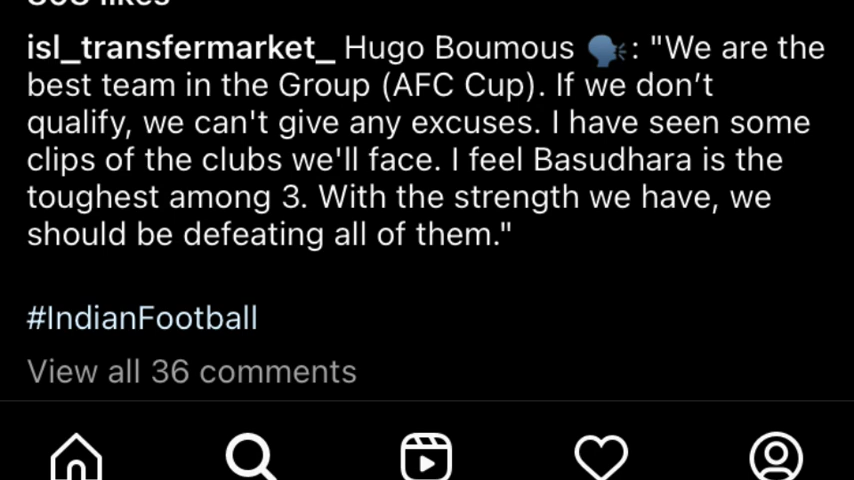 isl_transfermarket_ Hugo Boumous 🗣️: "We are the
best team in the Group (AFC Cup). If we don’t
qualify, we can't give any excuses. I have seen some
clips of the clubs we'll face. I feel Basudhara is the
toughest among 3. With the strength we have, we
should be defeating all of them."
#IndianFootball
View all 36 comments